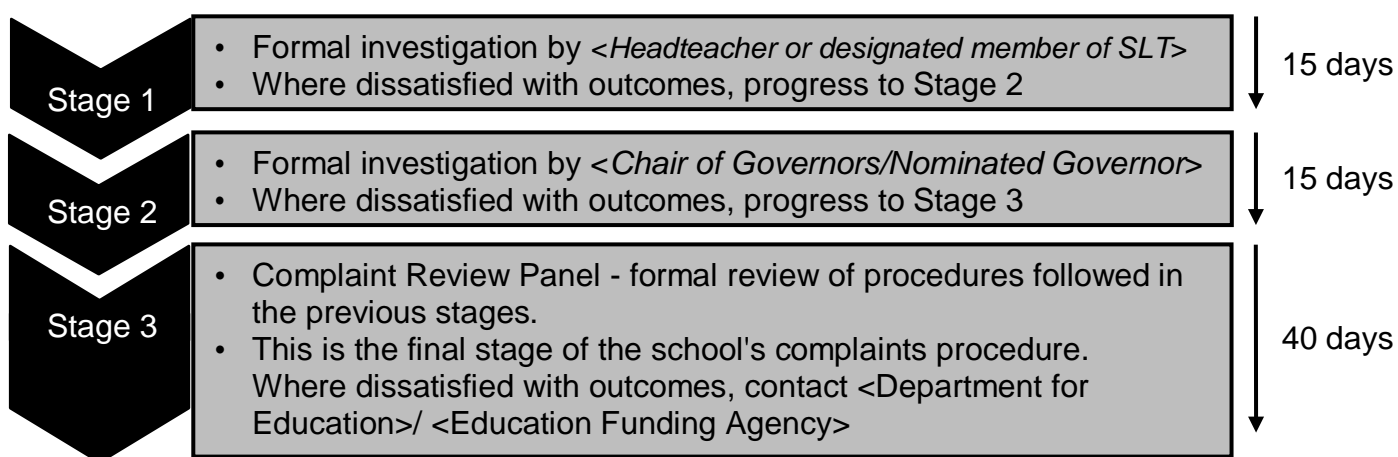 Stage 1
• Formal investigation by <Headteacher or designated member of SLT>
• Where dissatisfied with outcomes, progress to Stage 2
15 days
Stage 2
• Formal investigation by <Chair of Governors/Nominated Governor>
• Where dissatisfied with outcomes, progress to Stage 3
15 days
Stage 3
• Complaint Review Panel - formal review of procedures followed in
the previous stages.
• This is the final stage of the school's complaints procedure.
Where dissatisfied with outcomes, contact <Department for
Education>/ <Education Funding Agency>
40 days